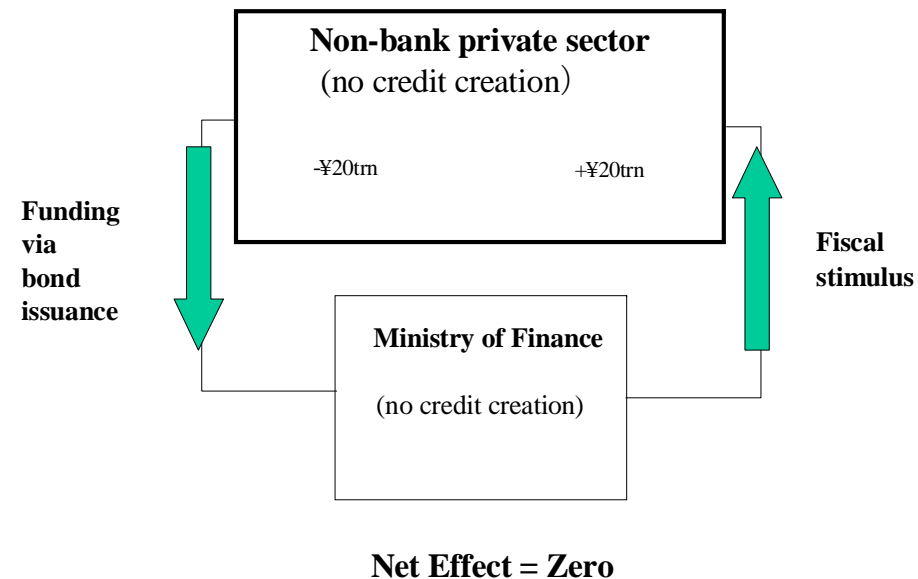 Non-bank private sector
(no credit creation）
-¥20trn
+¥20trn
Funding
via
bond
issuance
Fiscal
stimulus
Ministry of Finance
(no credit creation)
Net Effect = Zero